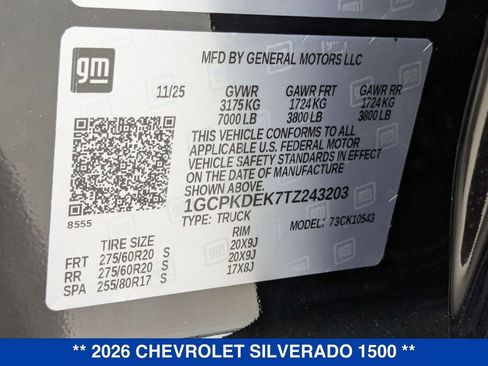 gm
MFD BY GENERAL MOTORS LLC
11/25 GVWR GAWR FRT GAWR RR
3175 KG 1724 KG 1724 KG
7000 LB 3800 LB 3800 LB
THIS VEHICLE CONFORMS TO ALL
APPLICABLE U.S. FEDERAL MOTOR
VEHICLE SAFETY STANDARDS IN EFFECT
ON THE DATE OF MANUFACTURE
SHOWN ABOVE.
1GCPKDEK7TZ243203
8555
TYPE: TRUCK MODEL: 73CK10543
TIRE SIZE RIM
FRT 275/60R20 S 20X9J
RR 275/60R20 S 20X9J
SPA 255/80R17 S 17X8J
** 2026 CHEVROLET SILVERADO 1500 **